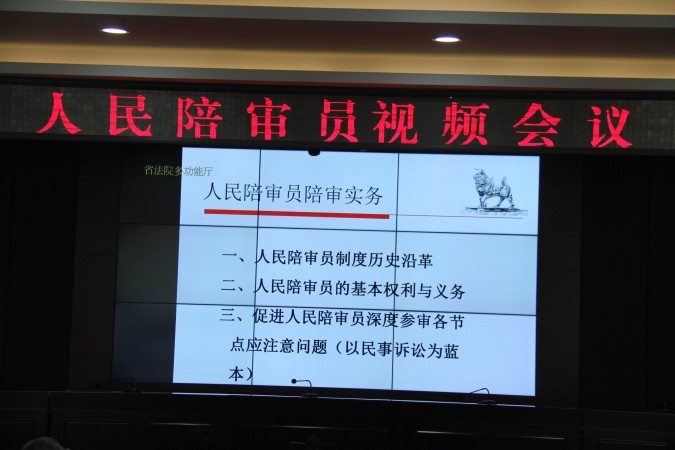 人民陪审员视频会议
省法院多功能厅
人民陪审员陪审实务
一、人民陪审员制度历史沿革
二、人民陪审员的基本权利与义务
三、促进人民陪审员深度参审各节
点应注意问题（以民事诉讼为蓝
本）